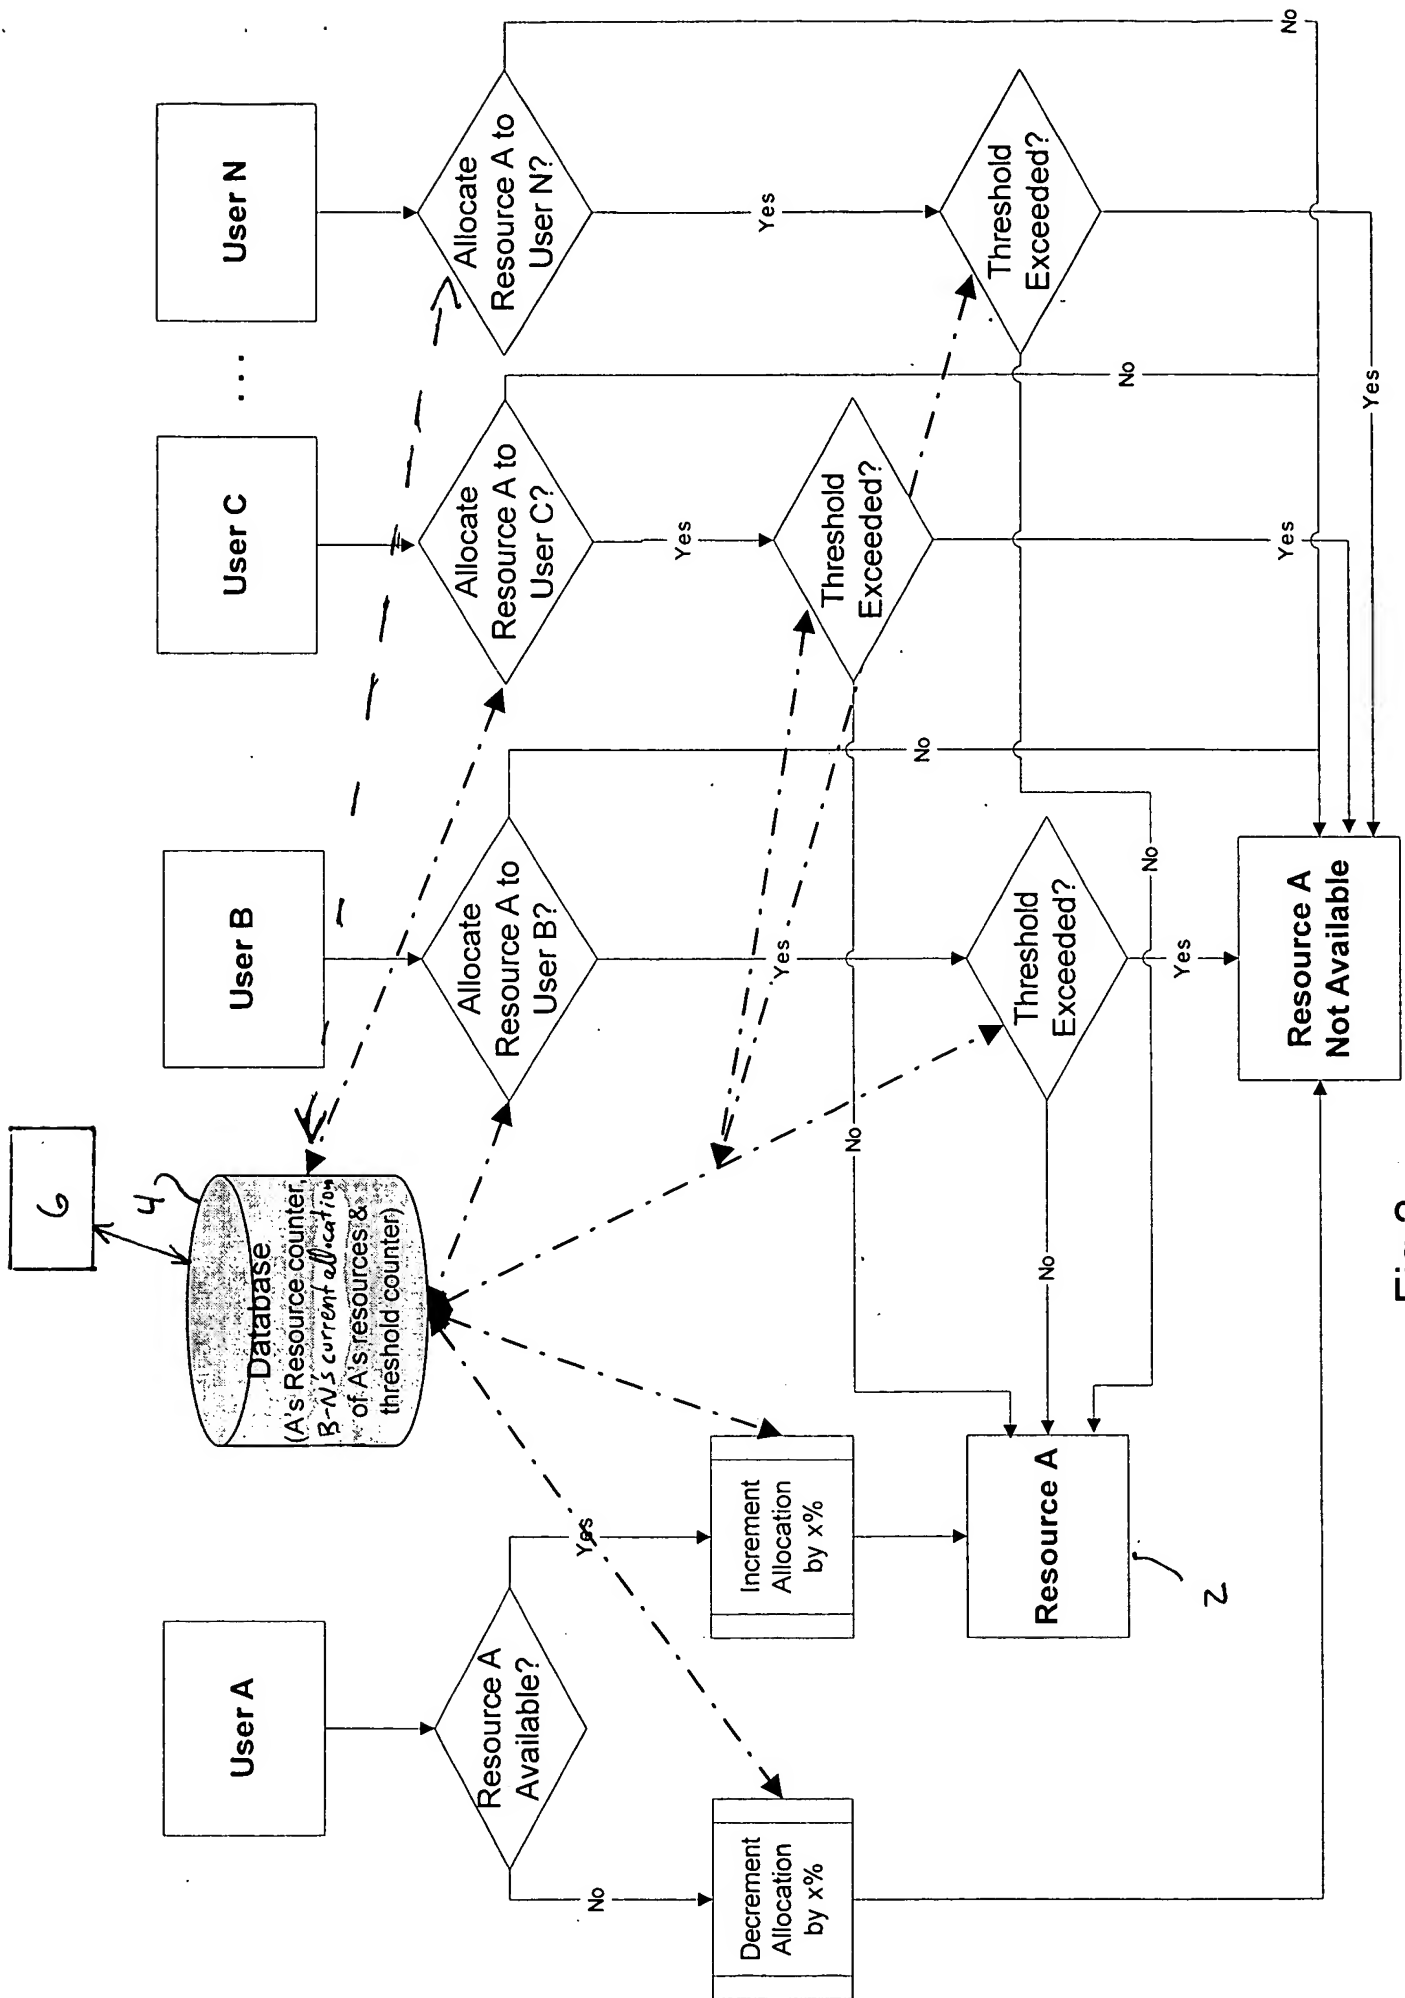 6
4
Database
(A's Resource counter,
B-N's current allocation
of A's resources &
threshold counter)
User A
User B
User C
...
User N
Resource A
Available?
Allocate
Resource A to
User B?
Allocate
Resource A to
User C?
Allocate
Resource A to
User N?
No
Yes
Yes
No
Yes
No
Yes
No
Decrement
Allocation
by x%
Increment
Allocation
by x%
Threshold
Exceeded?
Threshold
Exceeded?
Threshold
Exceeded?
No
No
No
Yes
Yes
Yes
Resource A
2
Resource A
Not Available